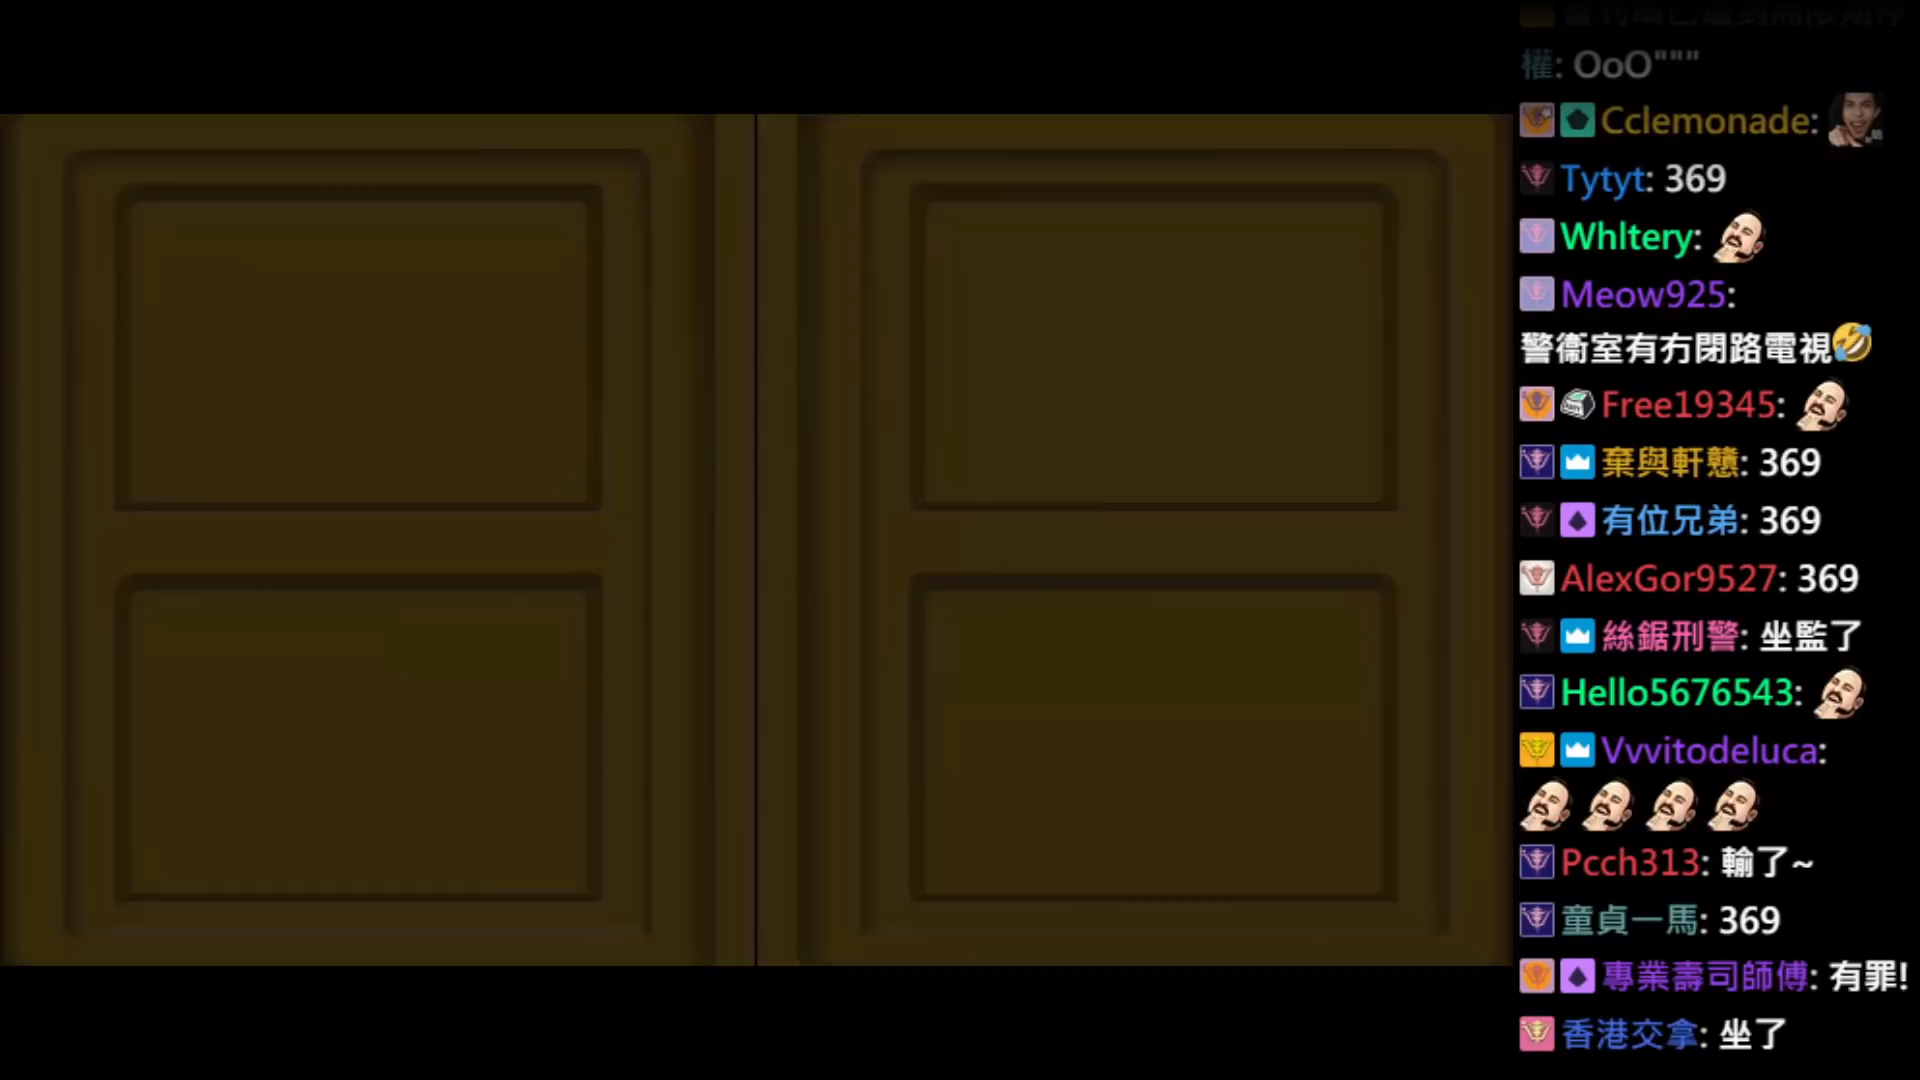 權: OoO"""
Cclemonade:
Tytyt: 369
Whltery:
Meow925:
警衞室有冇閉路電視
Free19345:
棄與軒戇: 369
有位兄弟: 369
AlexGor9527: 369
絲鋸刑警: 坐監了
Hello5676543:
Vvvitodeluca:
Pcch313: 輸了~
童貞一馬: 369
專業壽司師傅: 有罪!
香港交拿: 坐了